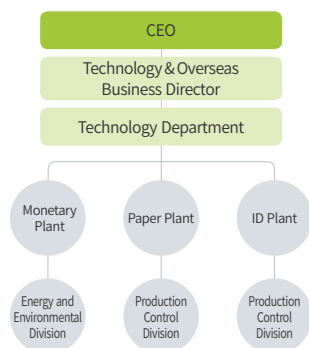 CEO
Technology & Overseas
Business Director
Technology Department
Monetary
Plant
Paper Plant
ID Plant
Energy and
Environmental
Division
Production
Control
Division
Production
Control
Division